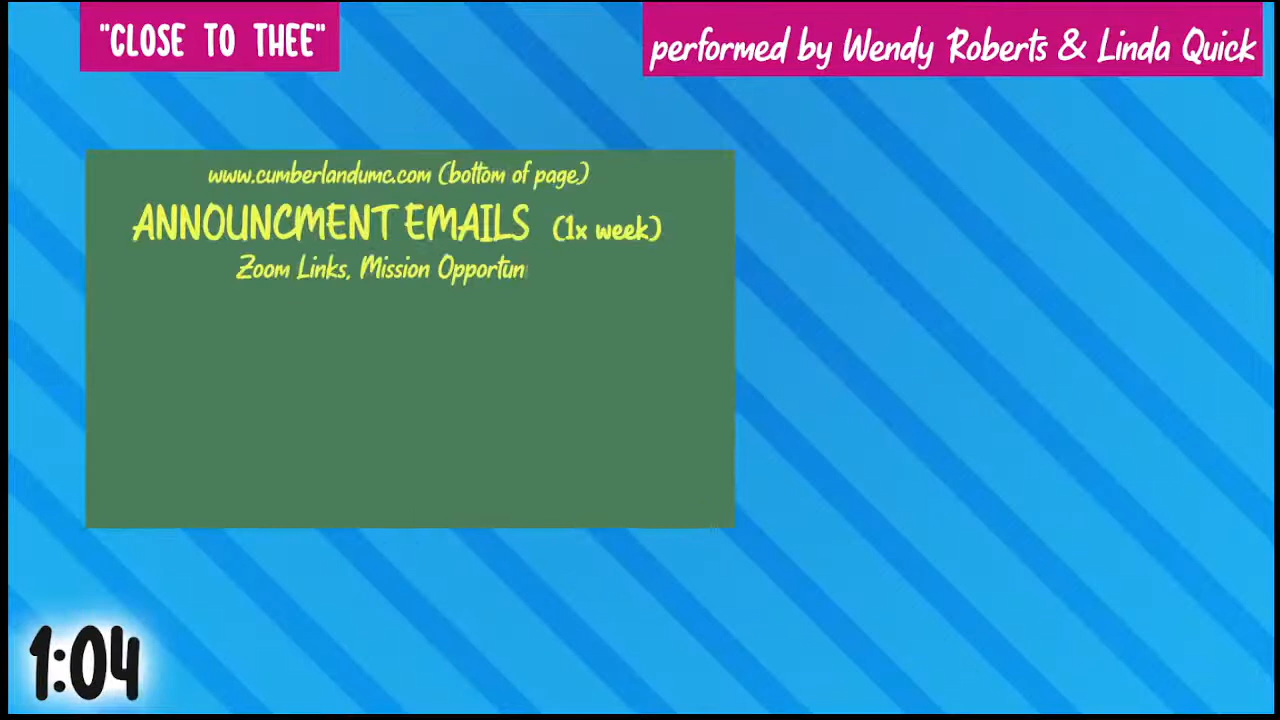 "CLOSE TO THEE"
performed by Wendy Roberts & Linda Quick
www.cumberlandumc.com (bottom of page)
ANNOUNCMENT EMAILS (1x week)
Zoom Links, Mission Opportun
1:04